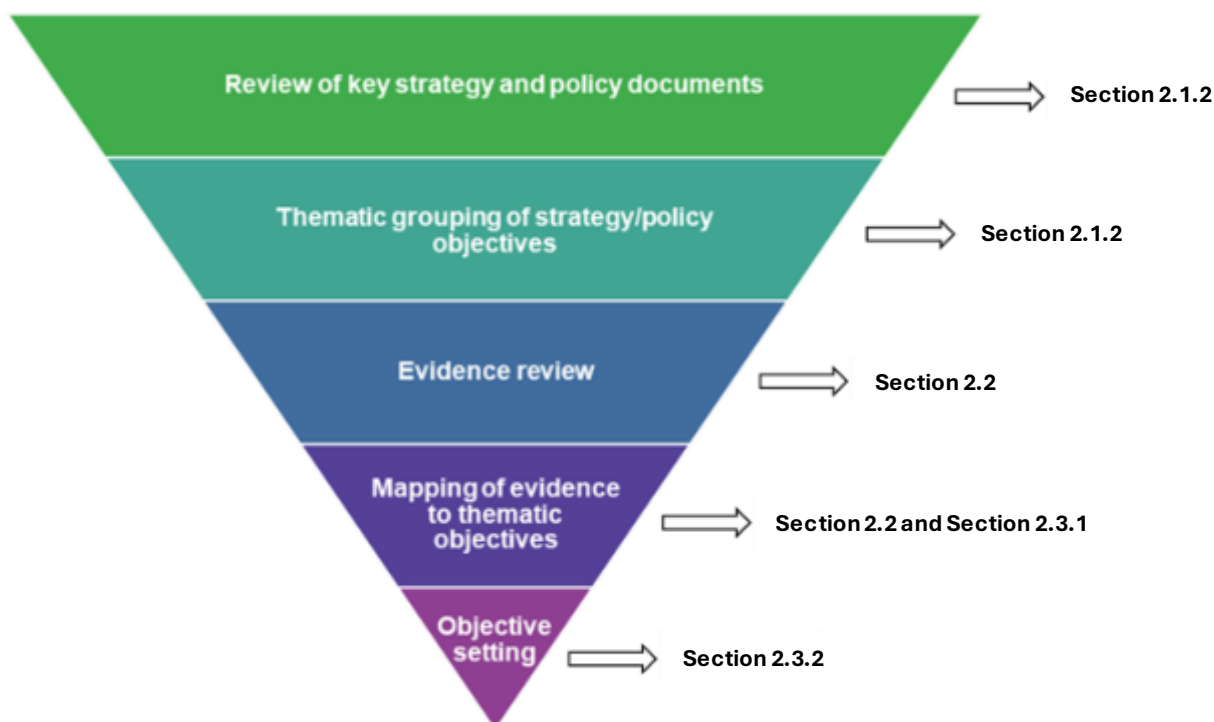 Review of key strategy and policy documents
Section 2.1.2
Thematic grouping of strategy/policy
objectives
Section 2.1.2
Evidence review
Section 2.2
Mapping of evidence
to thematic
objectives
Section 2.2 and Section 2.3.1
Objective
setting
Section 2.3.2